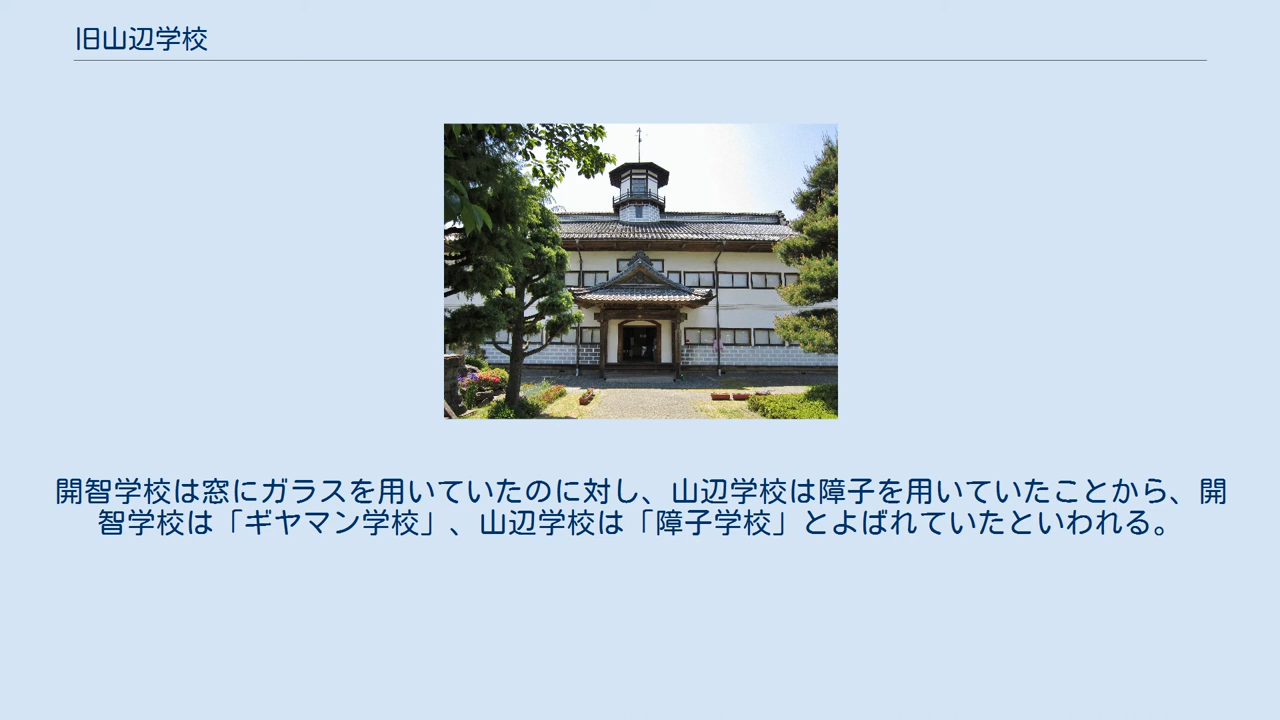 旧山辺学校
開智学校は窓にガラスを用いていたのに対し、山辺学校は障子を用いていたことから、開
智学校は「ギヤマン学校」、山辺学校は「障子学校」とよばれていたといわれる。